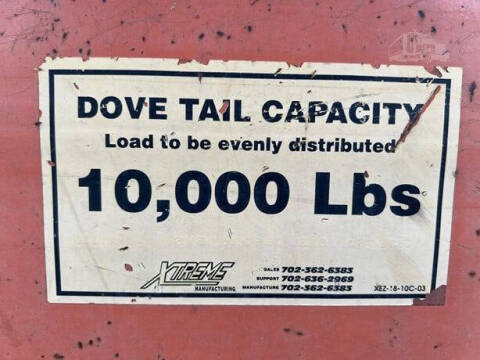 DOVE TAIL CAPACITY
Load to be evenly distributed
10,000 Lbs
XTREME
MANUFACTURING
SALES 702-362-6383
SUPPORT 702-636-2969
MANUFACTURE 702-362-6383
XEZ-18-10C-03